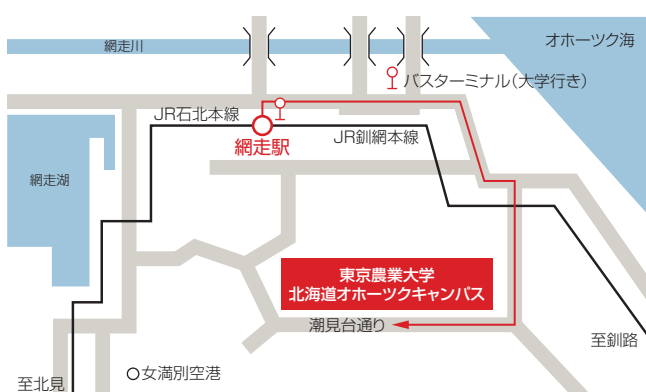 網走川
オホーツク海
バスターミナル(大学行き)
JR石北本線
網走駅
JR釧網本線
網走湖
東京農業大学
北海道オホーツクキャンパス
潮見台通り
至釧路
女満別空港
至北見